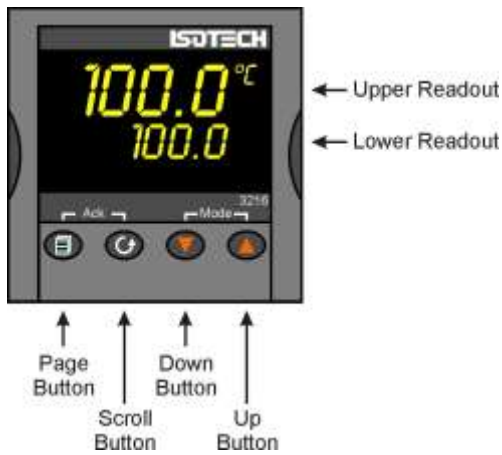 ISOTECH
100.0 °C
Upper Readout
100.0
Lower Readout
3216
Ack
Mode
Page
Button
Scroll
Button
Down
Button
Up
Button